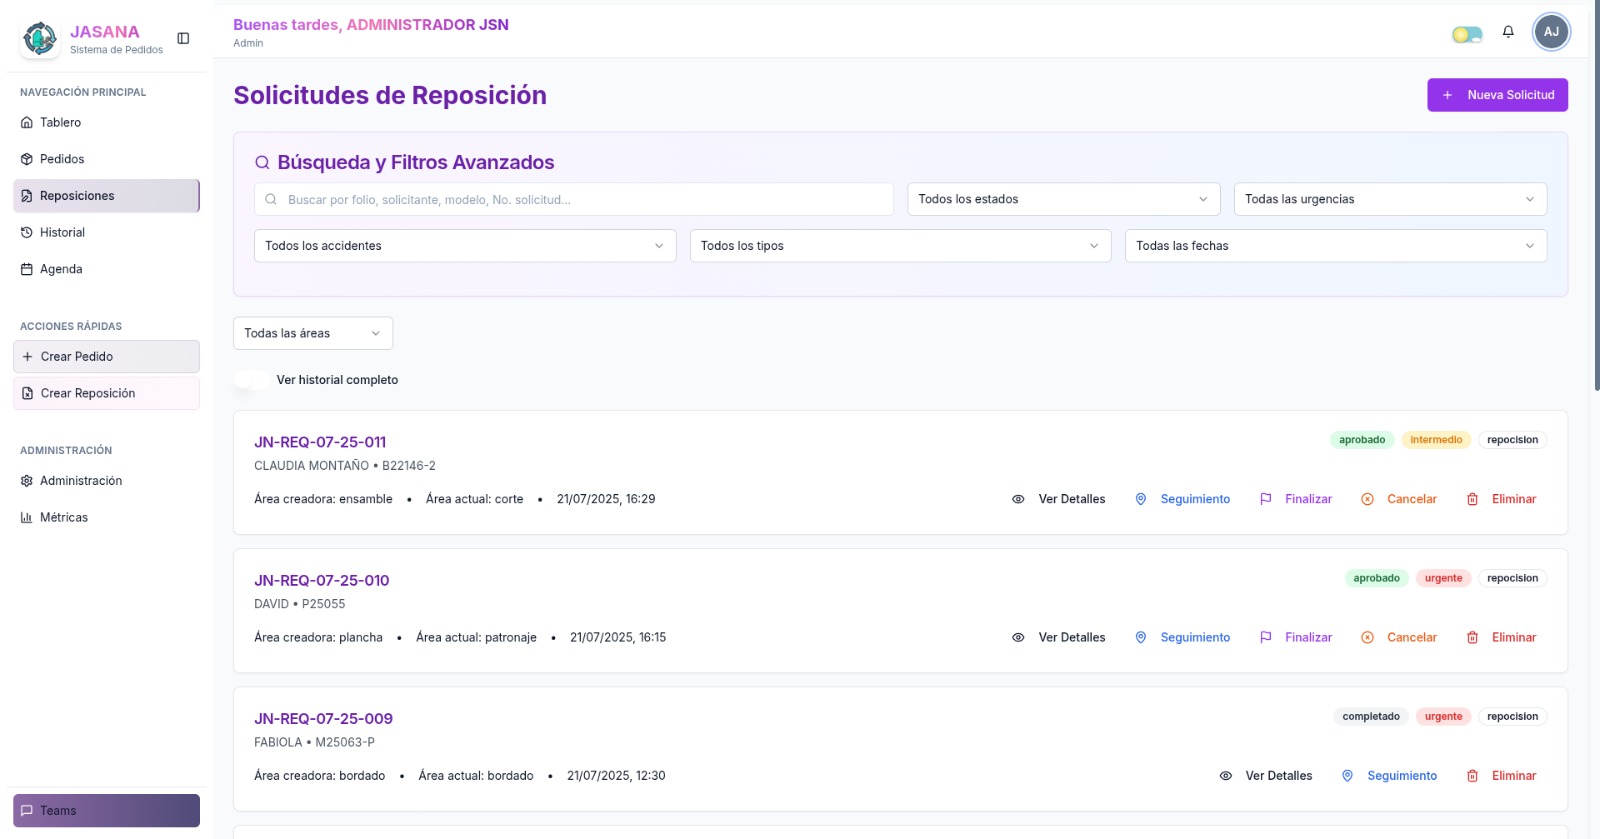 JASANA
Sistema de Pedidos
NAVEGACIÓN PRINCIPAL
Tablero
Pedidos
Reposiciones
Historial
Agenda
ACCIONES RÁPIDAS
Crear Pedido
Crear Reposición
ADMINISTRACIÓN
Administración
Métricas
Teams
Buenas tardes, ADMINISTRADOR JSN
Admin
AJ
Solicitudes de Reposición
Nueva Solicitud
Búsqueda y Filtros Avanzados
Buscar por folio, solicitante, modelo, No. solicitud...
Todos los estados
Todas las urgencias
Todos los accidentes
Todos los tipos
Todas las fechas
Todas las áreas
Ver historial completo
JN-REQ-07-25-011 aprobado intermedio repocision
CLAUDIA MONTAÑO • B22146-2
Área creadora: ensamble • Área actual: corte • 21/07/2025, 16:29 Ver Detalles Seguimiento Finalizar Cancelar Eliminar
JN-REQ-07-25-010 aprobado urgente repocision
DAVID • P25055
Área creadora: plancha • Área actual: patronaje • 21/07/2025, 16:15 Ver Detalles Seguimiento Finalizar Cancelar Eliminar
JN-REQ-07-25-009 completado urgente repocision
FABIOLA • M25063-P
Área creadora: bordado • Área actual: bordado • 21/07/2025, 12:30 Ver Detalles Seguimiento Eliminar